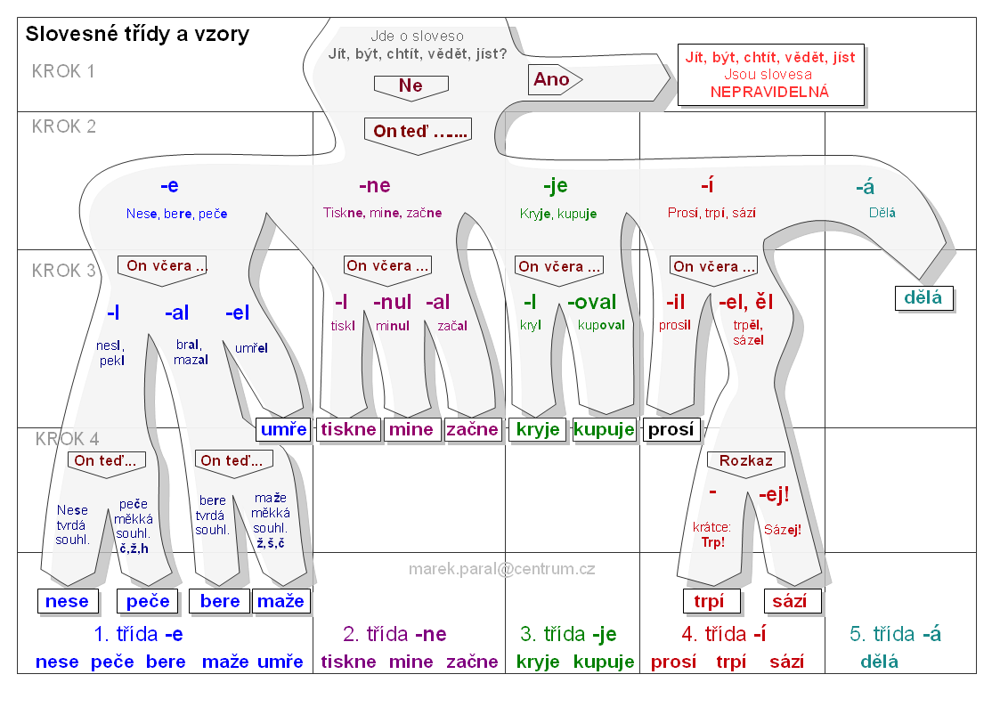 Slovesné třídy a vzory
Jde o sloveso
Jít, být, chtít, vědět, jíst?
KROK 1
Ne
Ano
Jít, být, chtít, vědět, jíst
Jsou slovesa
NEPRAVIDELNÁ
KROK 2
On teď …....
-e
-ne
-je
-í
-á
Nese, bere, peče
Tiskne, mine, začne
Kryje, kupuje
Prosí, trpí, sází
Dělá
KROK 3
On včera ...
On včera ...
On včera ...
On včera ...
dělá
-l
-al
-el
-l
-nul
-al
-l
-oval
-il
-el, ěl
nesl,
pekl
bral,
mazal
umřel
tiskl
minul
začal
kryl
kupoval
prosil
trpěl,
sázel
umře
tiskne
mine
začne
kryje
kupuje
prosí
KROK 4
On teď...
On teď...
Rozkaz
-
-ej!
Nese
tvrdá
souhl.
peče
měkká
souhl.
č,ž,h
bere
tvrdá
souhl.
maže
měkká
souhl.
ž,š,č
krátce:
Trp!
Sázej!
marek.paral@centrum.cz
nese
peče
bere
maže
trpí
sází
1. třída -e
2. třída -ne
3. třída -je
4. třída -í
5. třída -á
nese peče bere maže umře
tiskne mine začne
kryje kupuje
prosí trpí sází
dělá